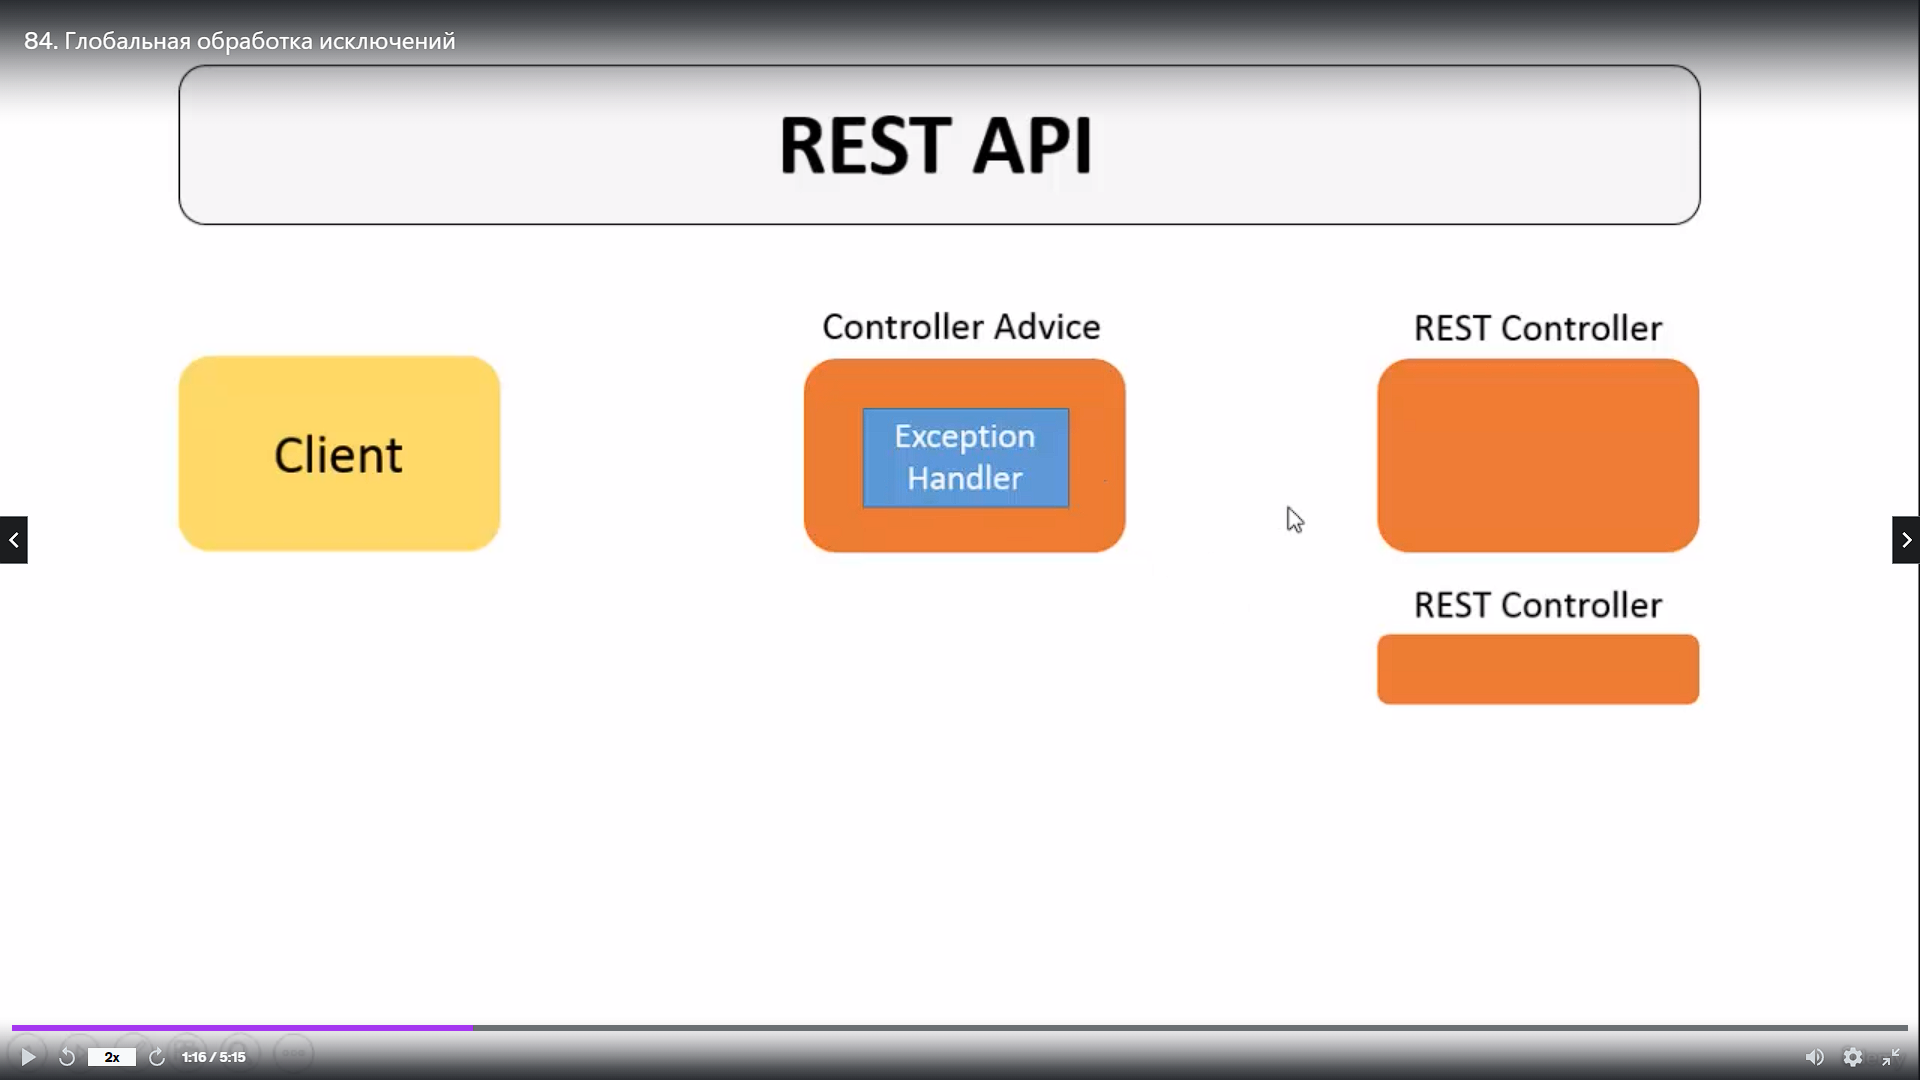 84. Глобальная обработка исключений
REST API
Controller Advice
REST Controller
Client
Exception
Handler
REST Controller
2x
1:16 / 5:15